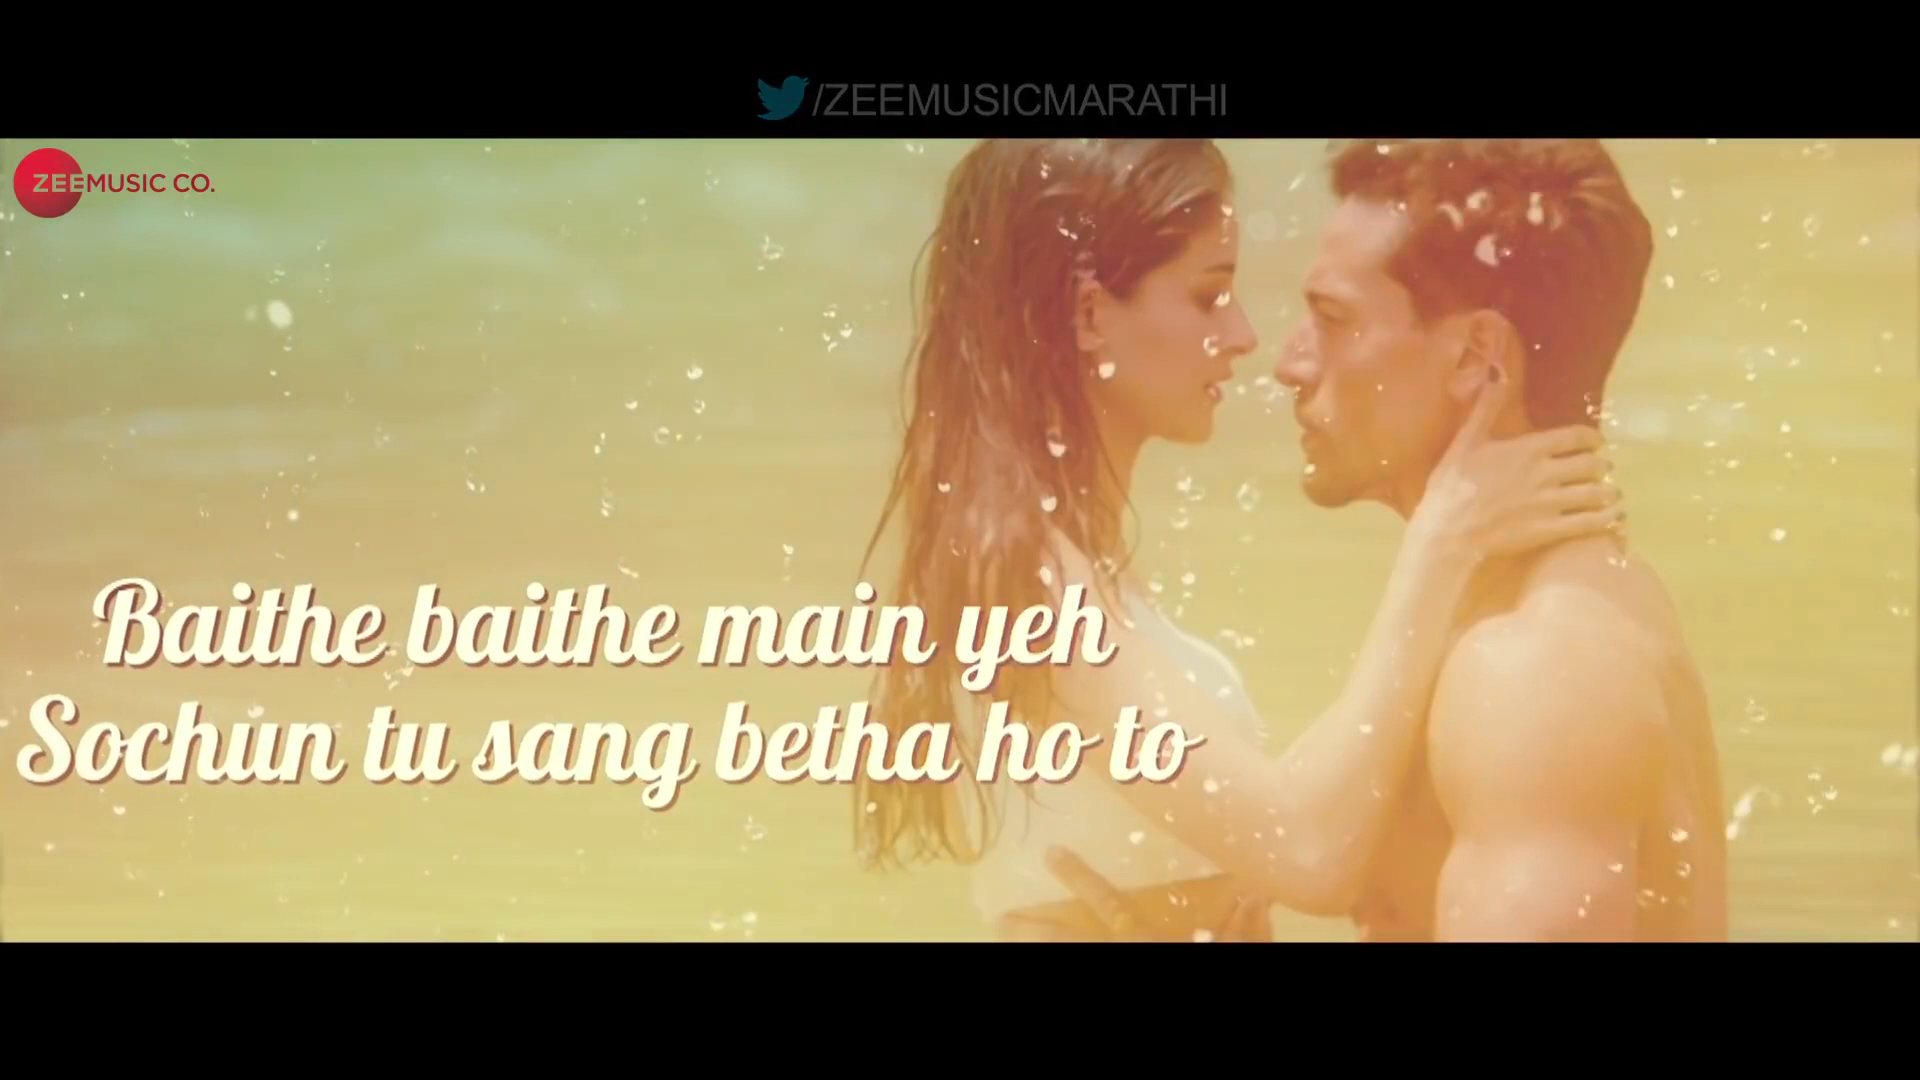 /ZEEMUSICMARATHI
ZEEMUSIC CO.
Baithe baithe main yeh
Sochun tu sang betha ho to